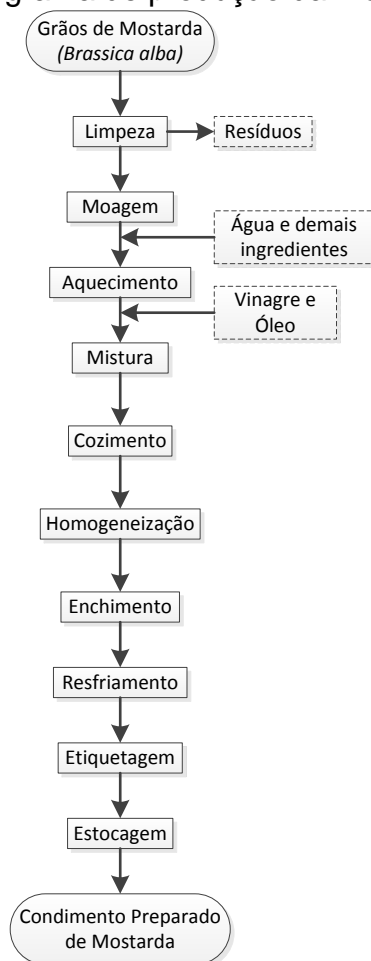 Grãos de Mostarda
(Brassica alba)
Limpeza
Resíduos
Moagem
Água e demais
ingredientes
Aquecimento
Vinagre e
Óleo
Mistura
Cozimento
Homogeneização
Enchimento
Resfriamento
Etiquetagem
Estocagem
Condimento Preparado
de Mostarda